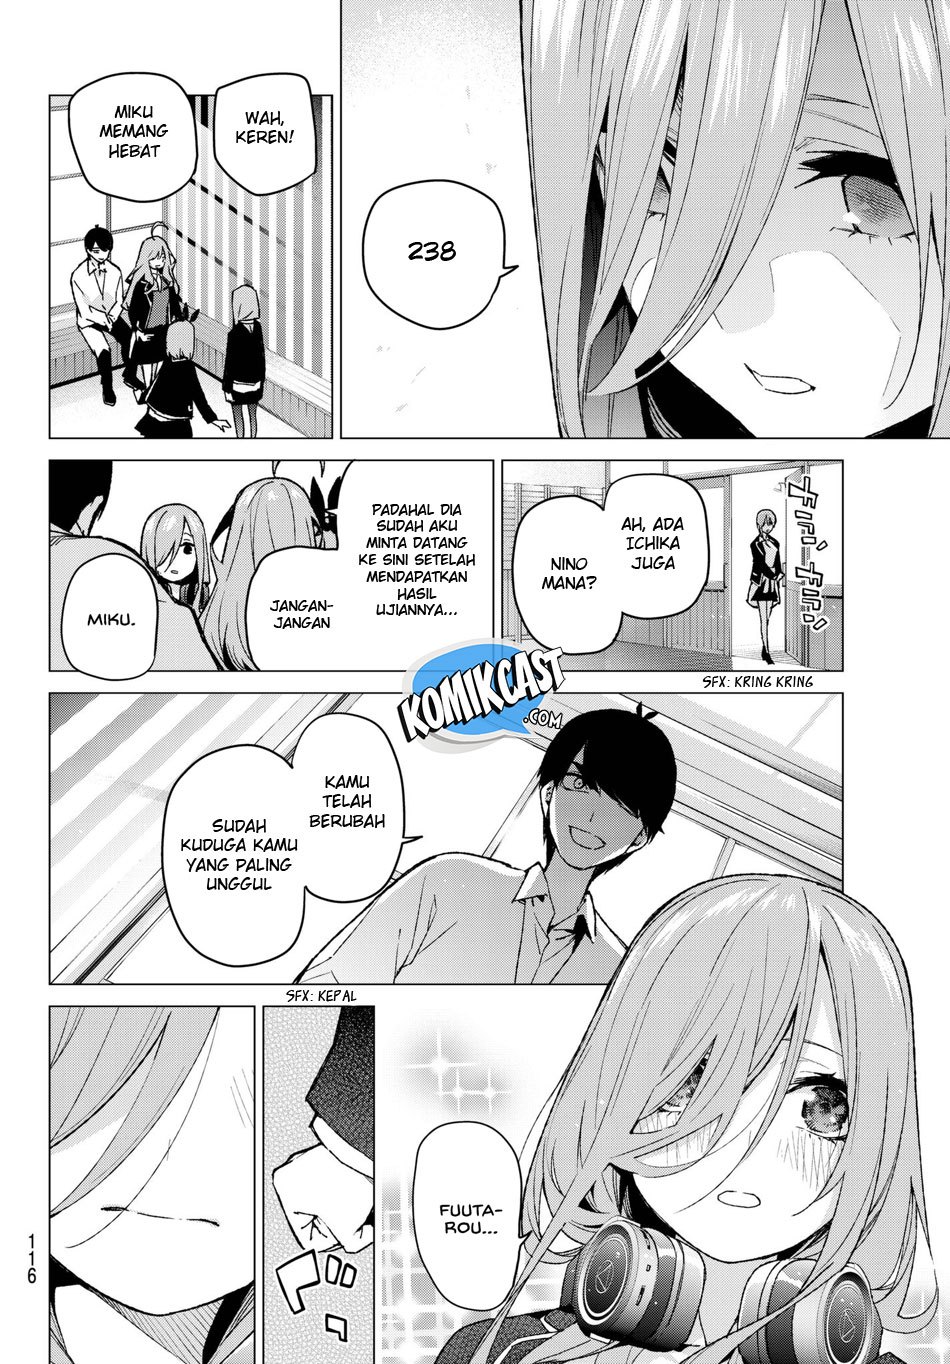 238
WAH,
KEREN!
MIKU
MEMANG
HEBAT
AH, ADA
ICHIKA
JUGA
NINO
MANA?
SFX: KRING KRING
PADAHAL DIA
SUDAH AKU
MINTA DATANG
KE SINI SETELAH
MENDAPATKAN
HASIL
UJIANNYA...
JANGAN-
JANGAN
MIKU.
KOMIKCAST
.COM
KAMU
TELAH
BERUBAH
SUDAH
KUDUGA KAMU
YANG PALING
UNGGUL
SFX: KEPAL
FUUTA-
ROU...
116